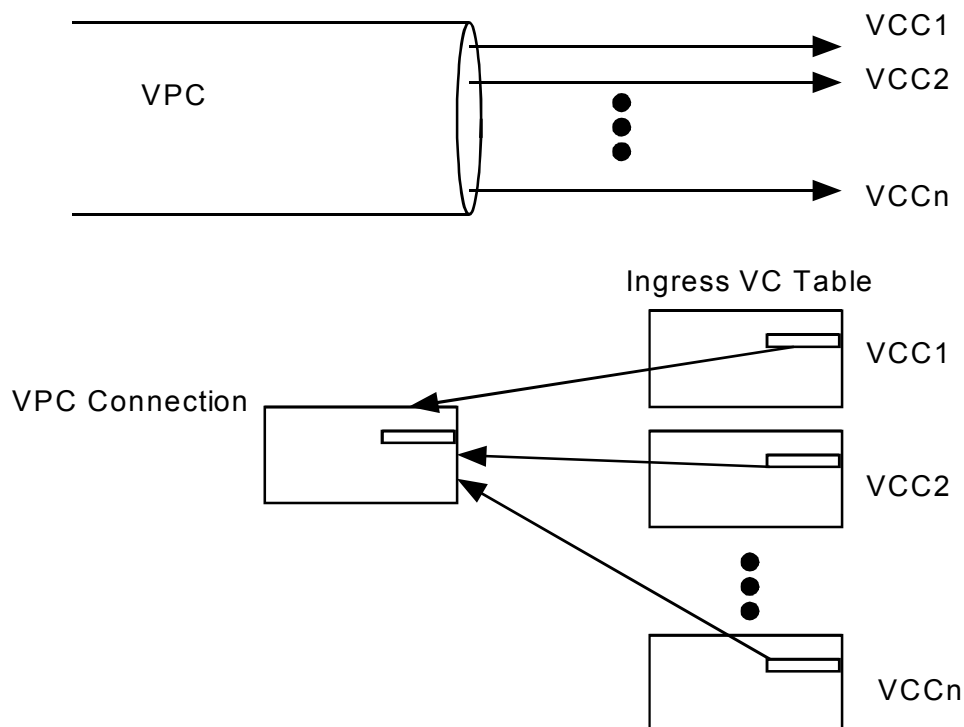 VCC1
VPC
VCC2
VCCn
Ingress VC Table
VCC1
VPC Connection
VCC2
VCCn